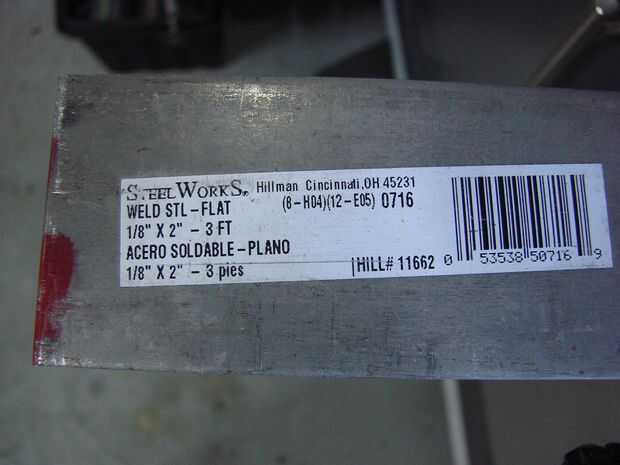 STEELWORKS Hillman Cincinnati, OH 45231
WELD STL-FLAT (8-H04)(12-E05) 0716
1/8" X 2" - 3 FT
ACERO SOLDABLE-PLANO
1/8" X 2" - 3 pies HILL# 11662
0 53538 50716 9